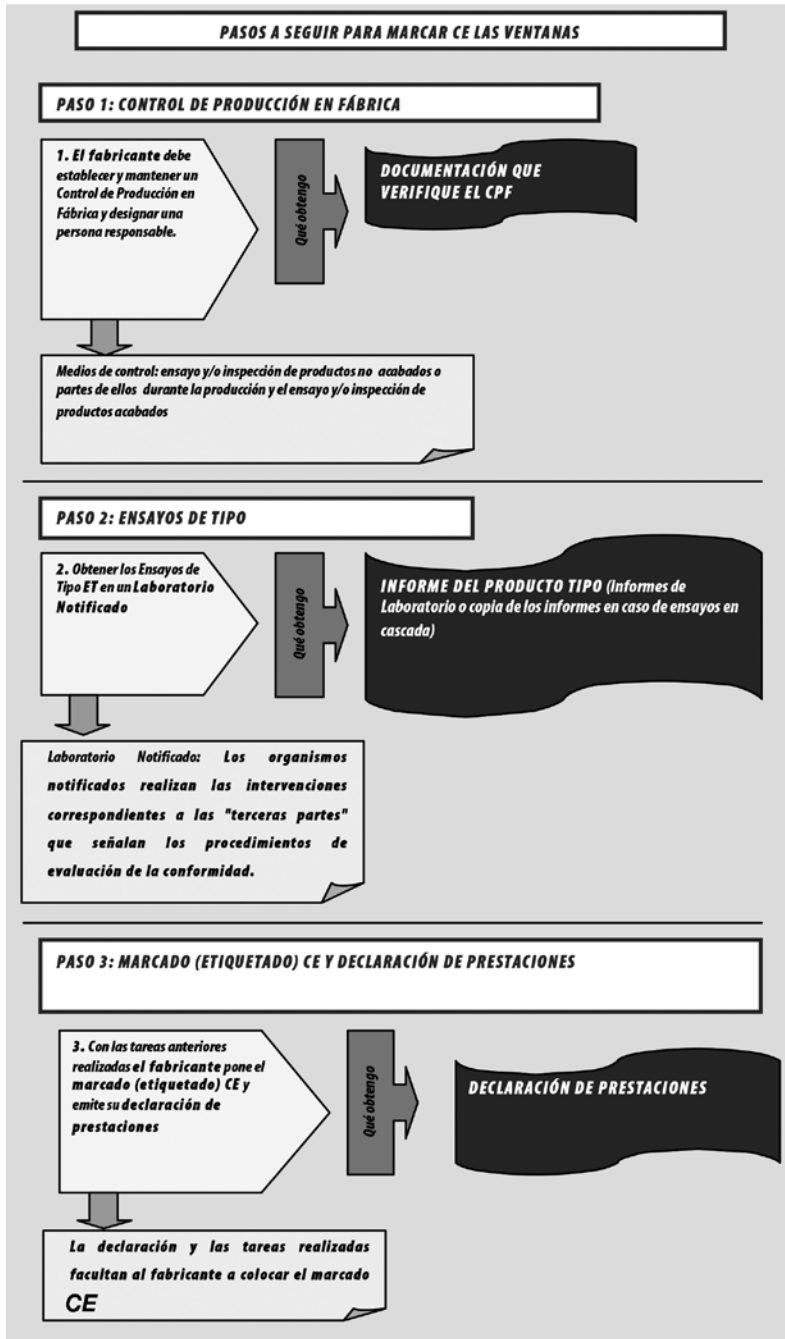 PASOS A SEGUIR PARA MARCAR CE LAS VENTANAS
PASO 1: CONTROL DE PRODUCCIÓN EN FÁBRICA
1. El fabricante debe
establecer y mantener un
Control de Producción en
Fábrica y designar una
persona responsable.
Qué obtengo
DOCUMENTACIÓN QUE
VERIFIQUE EL CPF
Medios de control: ensayo y/o inspección de productos no acabados o
partes de ellos durante la producción y el ensayo y/o inspección de
productos acabados
PASO 2: ENSAYOS DE TIPO
2. Obtener los Ensayos de
Tipo ET en un Laboratorio
Notificado
Qué obtengo
INFORME DEL PRODUCTO TIPO (Informes de
Laboratorio o copia de los informes en caso de ensayos en
cascada)
Laboratorio Notificado: Los organismos
notificados realizan las intervenciones
correspondientes a las "terceras partes"
que señalan los procedimientos de
evaluación de la conformidad.
PASO 3: MARCADO (ETIQUETADO) CE Y DECLARACIÓN DE PRESTACIONES
3. Con las tareas anteriores
realizadas el fabricante pone el
marcado (etiquetado) CE y
emite su declaración de
prestaciones
Qué obtengo
DECLARACIÓN DE PRESTACIONES
La declaración y las tareas realizadas
facultan al fabricante a colocar el marcado
CE